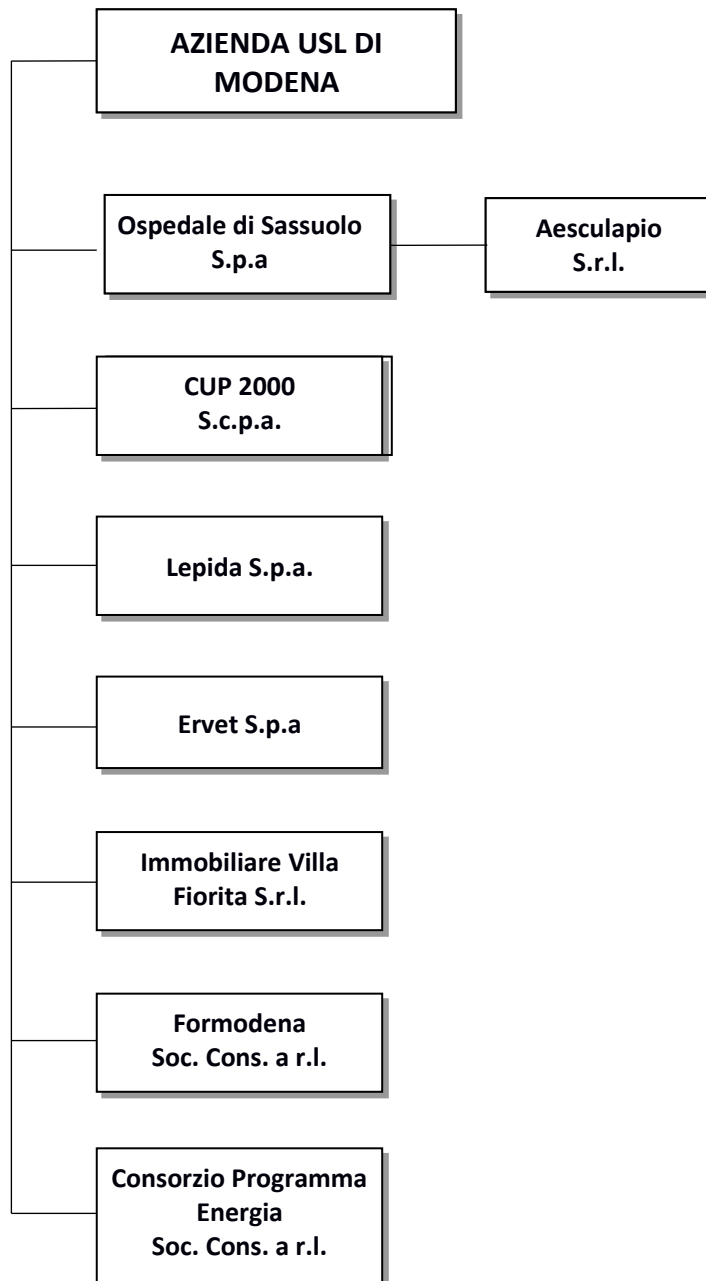 AZIENDA USL DI
MODENA
Ospedale di Sassuolo
S.p.a
Aesculapio
S.r.l.
CUP 2000
S.c.p.a.
Lepida S.p.a.
Ervet S.p.a
Immobiliare Villa
Fiorita S.r.l.
Formodena
Soc. Cons. a r.l.
Consorzio Programma
Energia
Soc. Cons. a r.l.